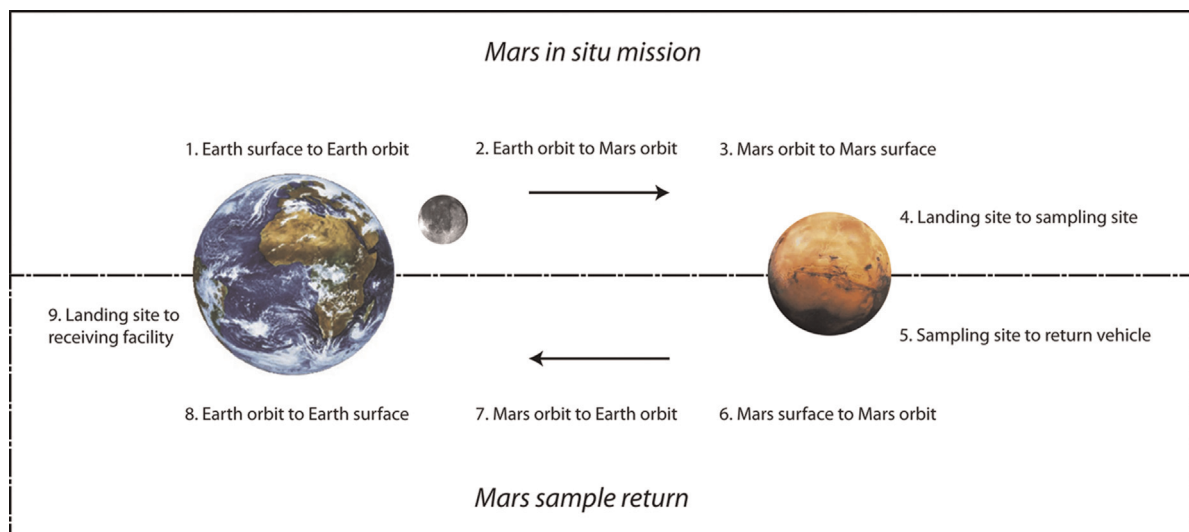 Mars in situ mission
1. Earth surface to Earth orbit
2. Earth orbit to Mars orbit
3. Mars orbit to Mars surface
4. Landing site to sampling site
9. Landing site to
receiving facility
5. Sampling site to return vehicle
8. Earth orbit to Earth surface
7. Mars orbit to Earth orbit
6. Mars surface to Mars orbit
Mars sample return